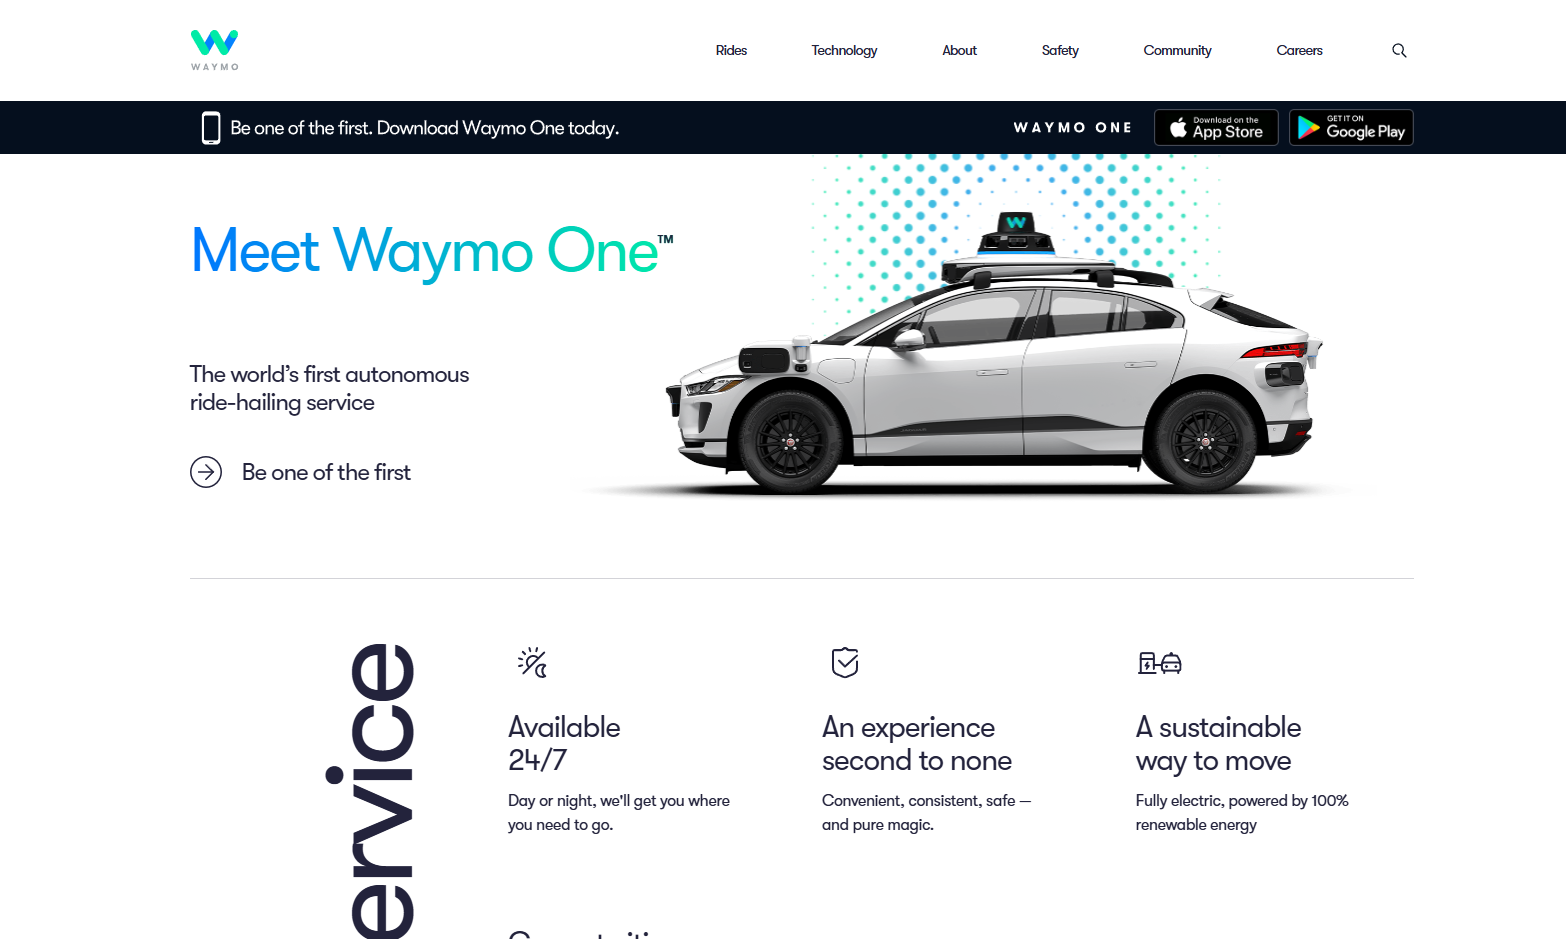 WAYMO
Rides
Technology
About
Safety
Community
Careers
Be one of the first. Download Waymo One today.
WAYMO ONE
Download on the
App Store
GET IT ON
Google Play
Meet Waymo One™
The world’s first autonomous
ride-hailing service
Be one of the first
ervice
Available
24/7
Day or night, we'll get you where
you need to go.
An experience
second to none
Convenient, consistent, safe —
and pure magic.
A sustainable
way to move
Fully electric, powered by 100%
renewable energy